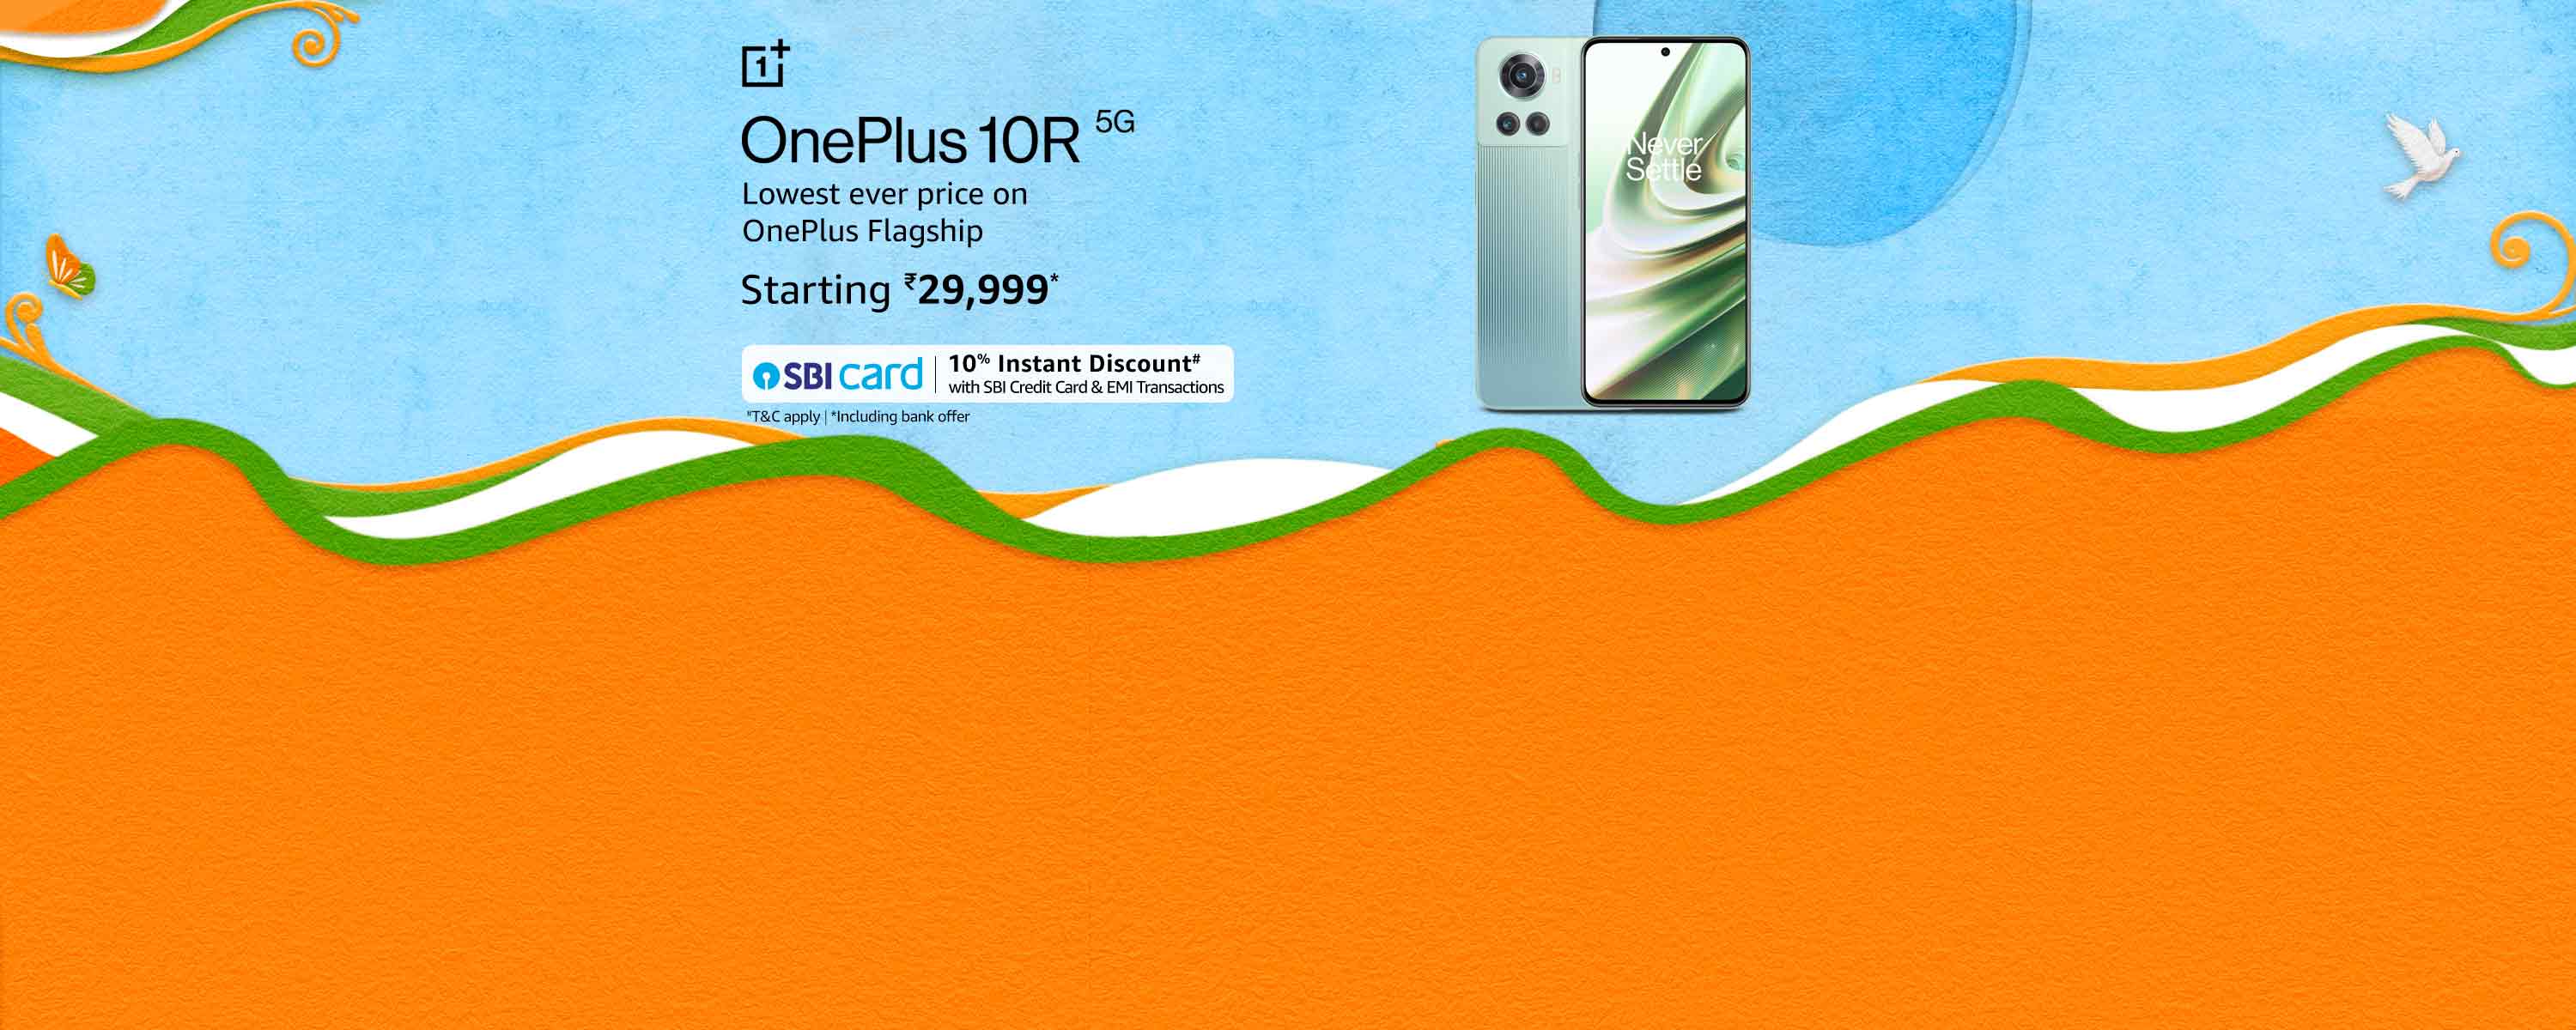 OnePlus 10R 5G
Lowest ever price on
OnePlus Flagship
Starting ₹29,999*
SBI card
10% Instant Discount#
with SBI Credit Card & EMI Transactions
#T&C apply | *Including bank offer
Never
Settle